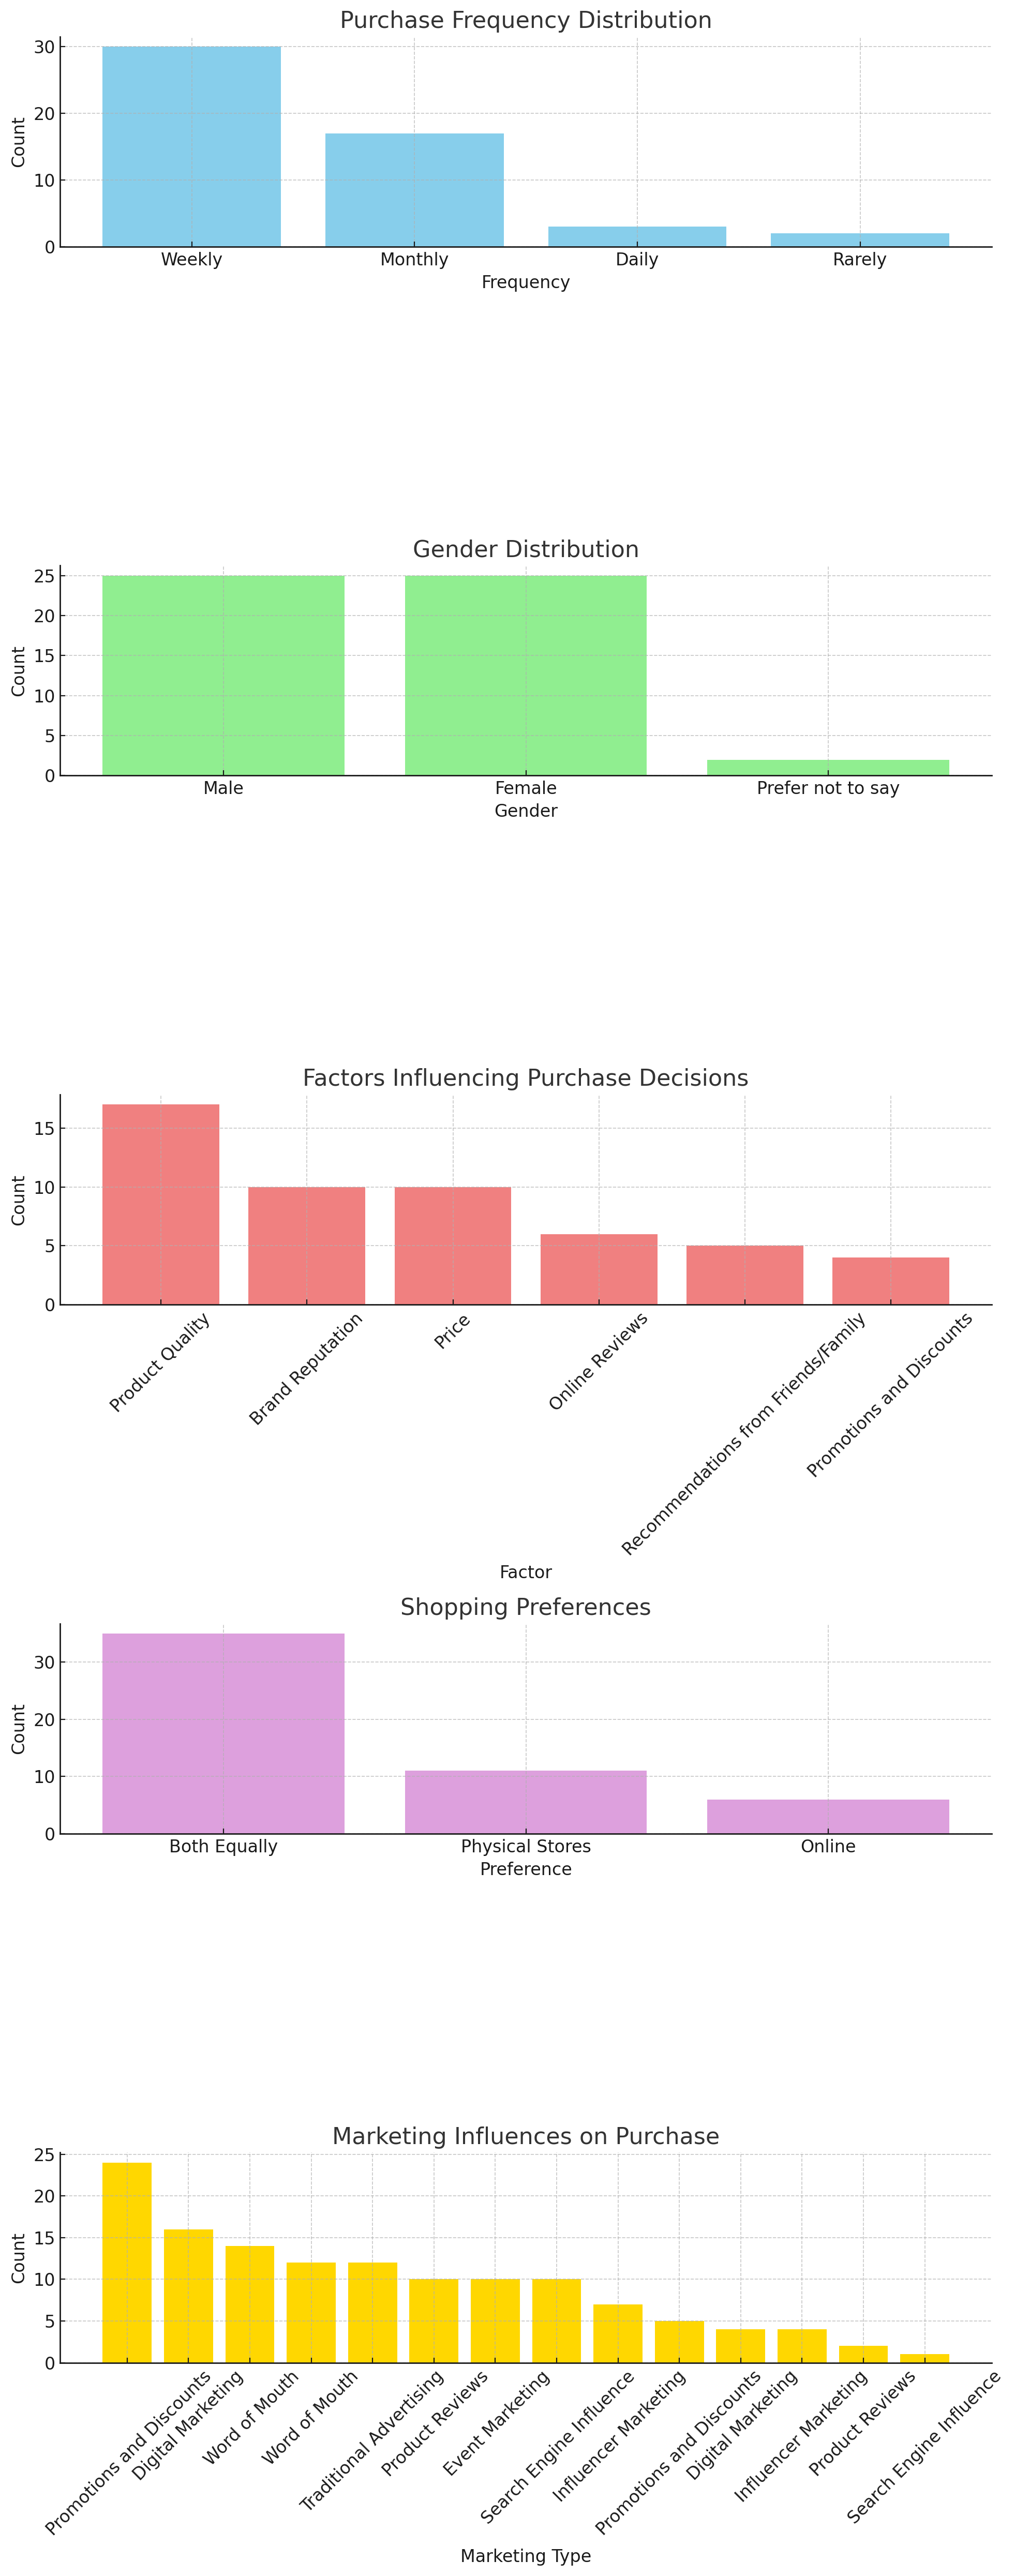 Purchase Frequency Distribution
30
20
10
0
Count
Weekly Monthly Daily Rarely
Frequency
Gender Distribution
25
20
15
10
5
0
Count
Male Female Prefer not to say
Gender
Factors Influencing Purchase Decisions
15
10
5
0
Count
Product Quality
Brand Reputation
Price
Online Reviews
Recommendations from Friends/Family
Promotions and Discounts
Factor
Shopping Preferences
30
20
10
0
Count
Both Equally Physical Stores Online
Preference
Marketing Influences on Purchase
25
20
15
10
5
0
Count
Promotions and Discounts
Digital Marketing
Word of Mouth
Word of Mouth
Traditional Advertising
Product Reviews
Event Marketing
Search Engine Influence
Influencer Marketing
Promotions and Discounts
Digital Marketing
Influencer Marketing
Product Reviews
Search Engine Influence
Marketing Type